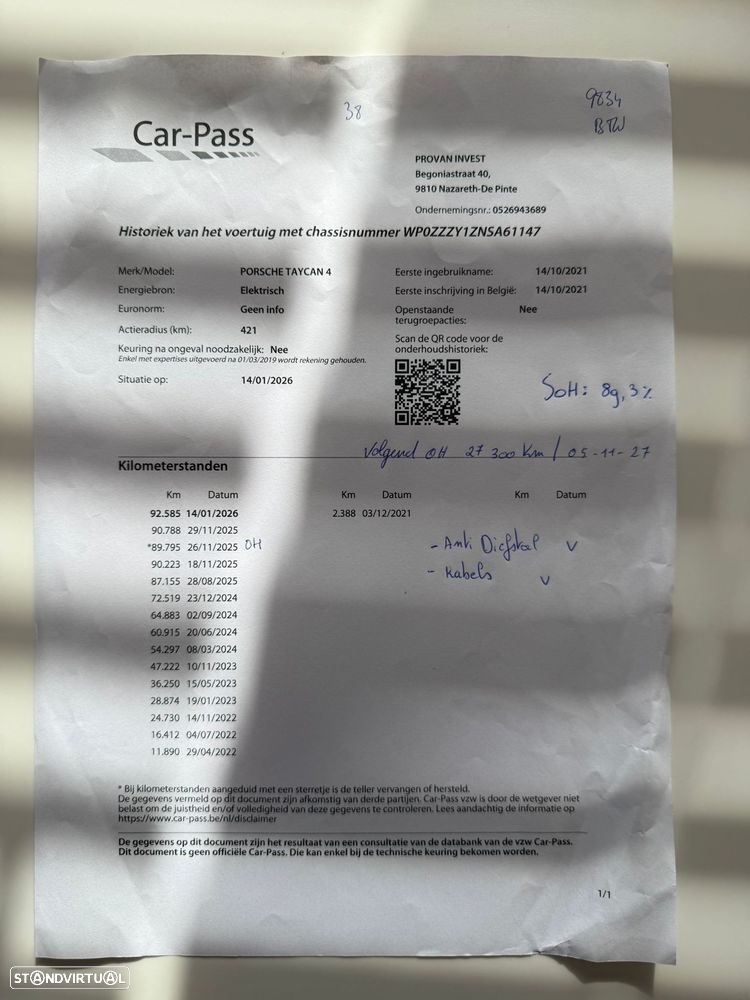 38
9834
BTW
Car-Pass
PROVAN INVEST
Begoniastraat 40,
9810 Nazareth-De Pinte
Ondernemingsnr.: 0526943689
Historiek van het voertuig met chassisnummer WP0ZZZY1ZNSA61147
Merk/Model: PORSCHE TAYCAN 4
Energiebron: Elektrisch
Euronorm: Geen info
Actieradius (km): 421
Keuring na ongeval noodzakelijk: Nee
Enkel met expertises uitgevoerd na 01/03/2019 wordt rekening gehouden.
Situatie op: 14/01/2026
Eerste ingebruikname: 14/10/2021
Eerste inschrijving in België: 14/10/2021
Openstaande Nee
terugroepacties:
Scan de QR code voor de
onderhoudshistoriek:
SoH: 89,3%
Volgend OH 27 300 Km / 05-11-27
Kilometerstanden
Km Datum Km Datum Km Datum
92.585 14/01/2026 2.388 03/12/2021
90.788 29/11/2025
*89.795 26/11/2025 OH
90.223 18/11/2025
87.155 28/08/2025
72.519 23/12/2024
64.883 02/09/2024
60.915 20/06/2024
54.297 08/03/2024
47.222 10/11/2023
36.250 15/05/2023
28.874 19/01/2023
24.730 14/11/2022
16.412 04/07/2022
11.890 29/04/2022
- Anti Diefstal v
- Kabels v
* Bij kilometerstanden aangeduid met een sterretje is de teller vervangen of hersteld.
De gegevens vermeld op dit document zijn afkomstig van derde partijen. Car-Pass vzw is door de wetgever niet
belast om de juistheid en/of volledigheid van deze gegevens te controleren. Lees aandachtig de informatie op
https://www.car-pass.be/nl/disclaimer
De gegevens op dit document zijn het resultaat van een consultatie van de databank van de vzw Car-Pass.
Dit document is geen officiële Car-Pass. Die kan enkel bij de technische keuring bekomen worden.
1/1
STANDVIRTUAL